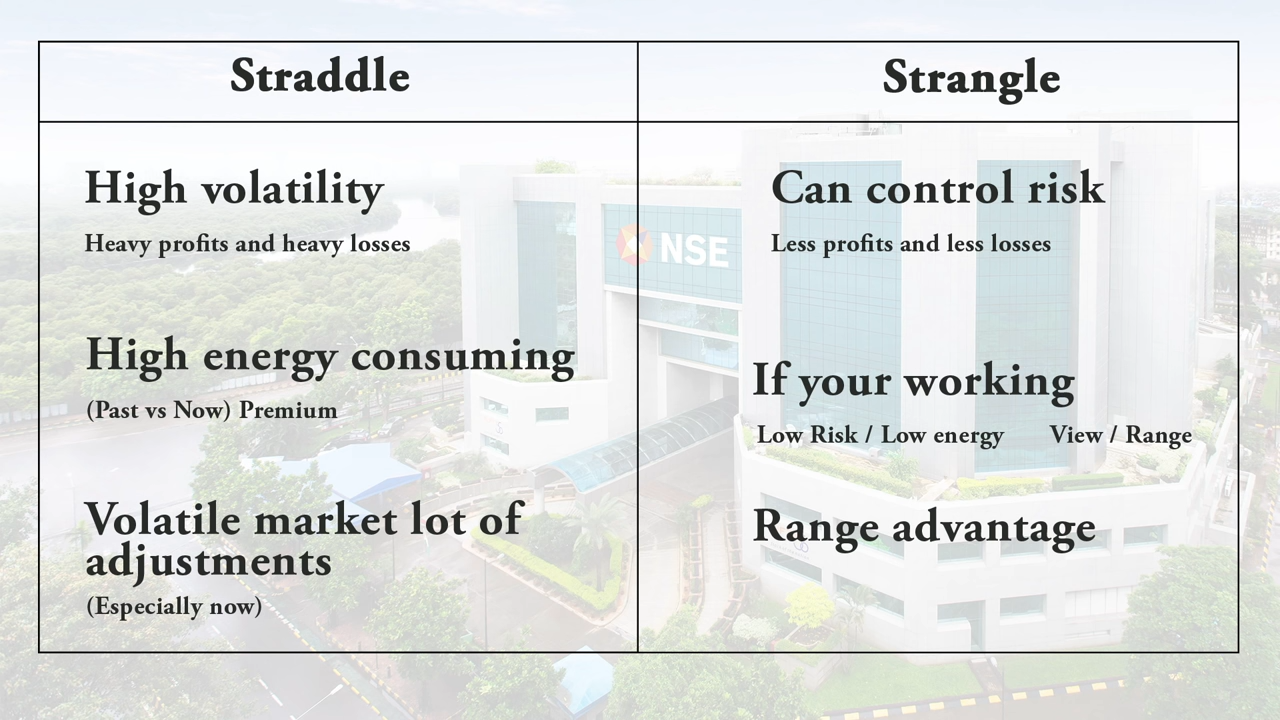 Straddle
High volatility
Heavy profits and heavy losses
High energy consuming
(Past vs Now) Premium
Volatile market lot of
adjustments
(Especially now)
Strangle
Can control risk
Less profits and less losses
If your working
Low Risk / Low energy View / Range
Range advantage
NSE